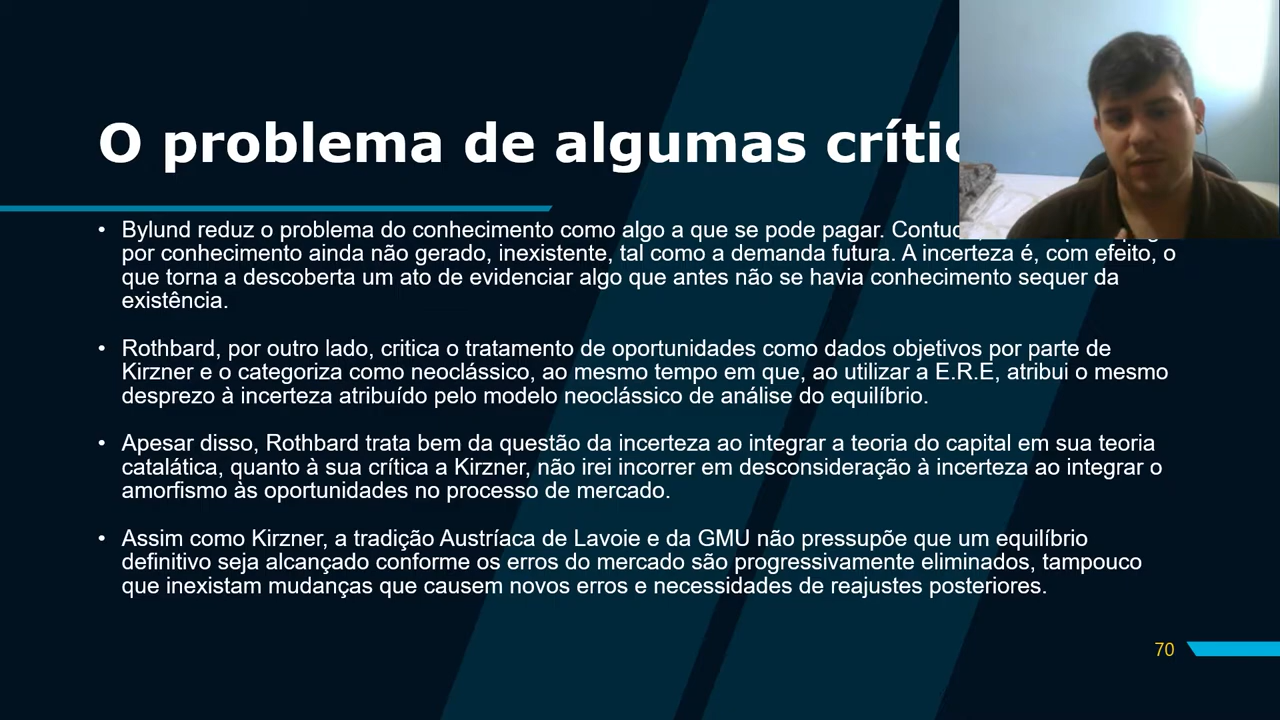 O problema de algumas
• Bylund reduz o problema do conhecimento como algo a que se pode pagar.
por conhecimento ainda não gerado, inexistente, tal como a demanda futura. A incerteza é, com efeito, o
que torna a descoberta um ato de evidenciar algo que antes não se havia conhecimento sequer da
existência.
• Rothbard, por outro lado, critica o tratamento de oportunidades como dados objetivos por parte de
Kirzner e o categoriza como neoclássico, ao mesmo tempo em que, ao utilizar a E.R.E, atribui o mesmo
desprezo à incerteza atribuído pelo modelo neoclássico de análise do equilíbrio.
• Apesar disso, Rothbard trata bem da questão da incerteza ao integrar a teoria do capital em sua teoria
catalática, quanto à sua crítica a Kirzner, não irei incorrer em desconsideração à incerteza ao integrar o
amorfismo às oportunidades no processo de mercado.
• Assim como Kirzner, a tradição Austríaca de Lavoie e da GMU não pressupõe que um equilíbrio
definitivo seja alcançado conforme os erros do mercado são progressivamente eliminados, tampouco
que inexistam mudanças que causem novos erros e necessidades de reajustes posteriores.
70